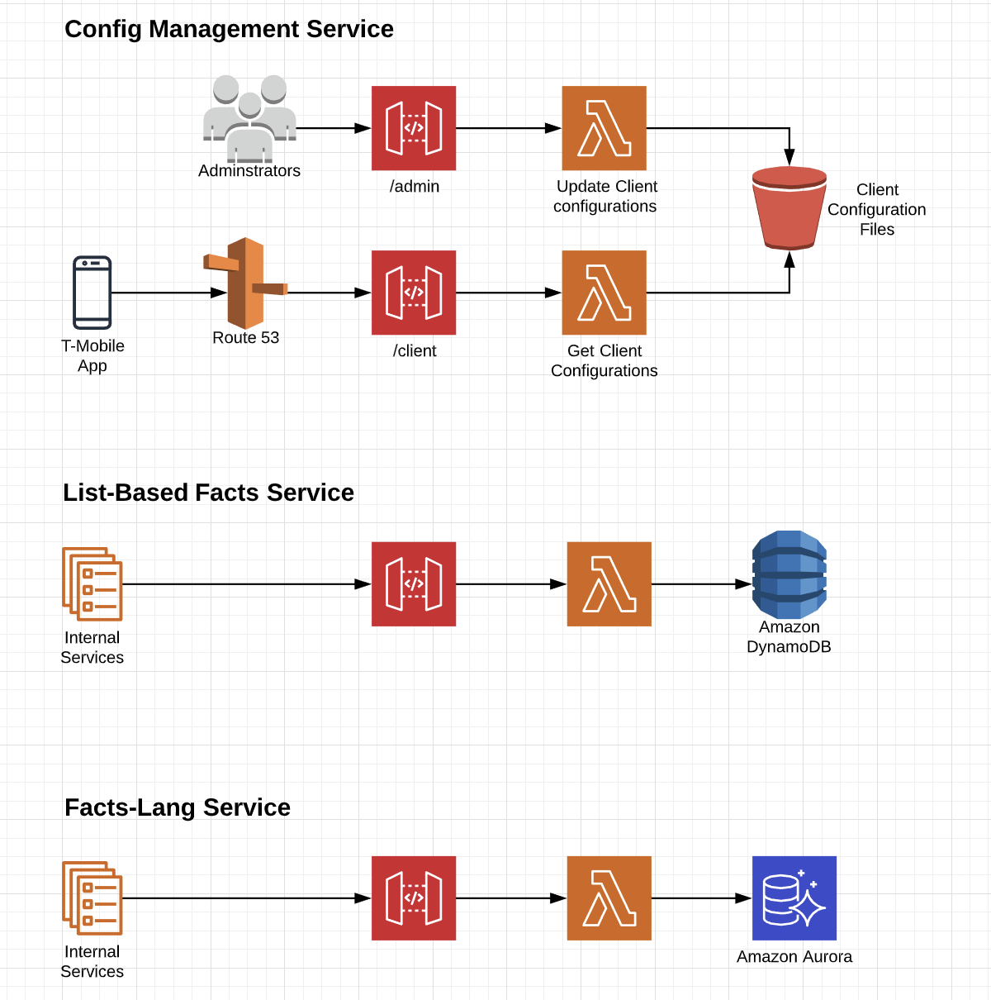 Config Management Service
Adminstrators
/admin
Update Client
configurations
Client
Configuration
Files
T-Mobile
App
Route 53
/client
Get Client
Configurations
List-Based Facts Service
Internal
Services
Amazon
DynamoDB
Facts-Lang Service
Internal
Services
Amazon Aurora